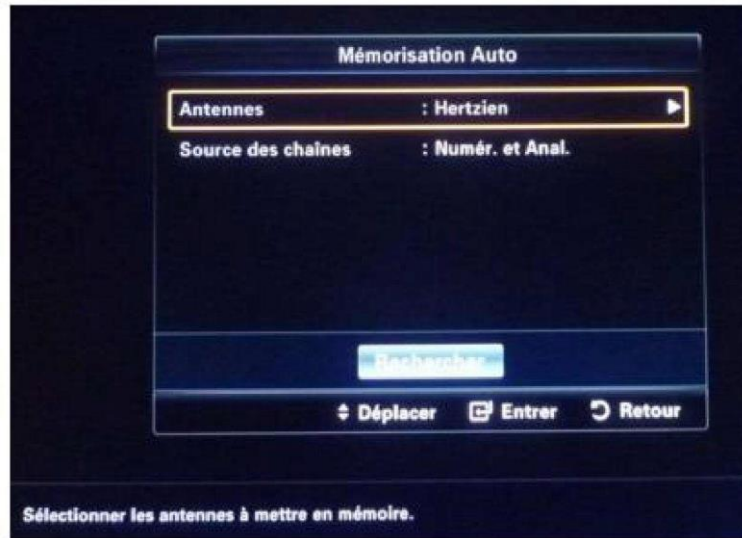 Mémorisation Auto
Antennes : Hertzien
Source des chaînes : Numér. et Anal.
Rechercher
Déplacer Entrer Retour
Sélectionner les antennes à mettre en mémoire.